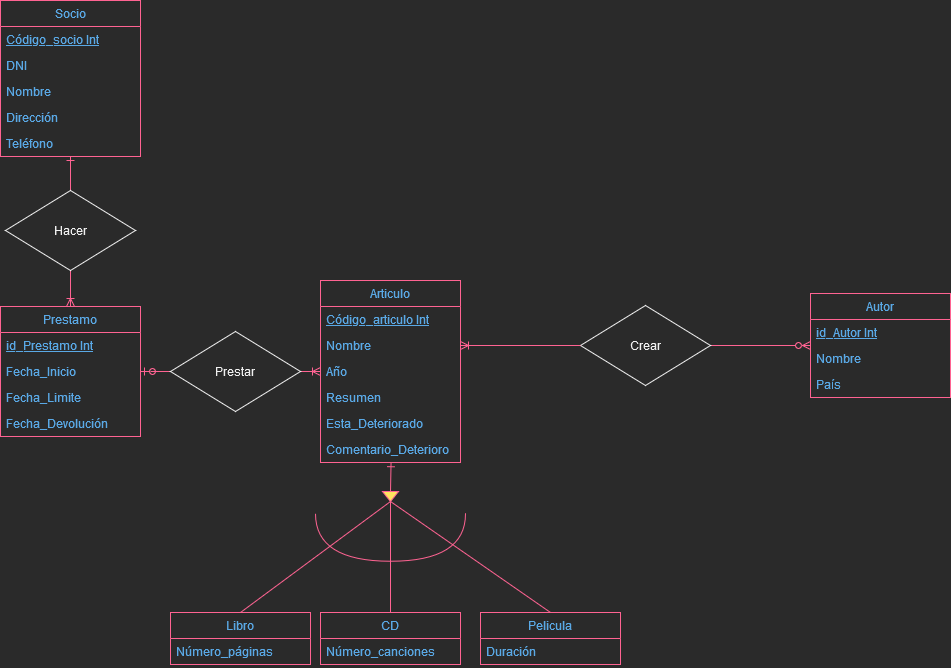 Socio
Código_socio Int
DNI
Nombre
Dirección
Teléfono
Hacer
Prestamo
id_Prestamo Int
Fecha_Inicio
Fecha_Limite
Fecha_Devolución
Prestar
Articulo
Código_articulo Int
Nombre
Año
Resumen
Esta_Deteriorado
Comentario_Deterioro
Crear
Autor
id_Autor Int
Nombre
País
Libro
Número_páginas
CD
Número_canciones
Pelicula
Duración